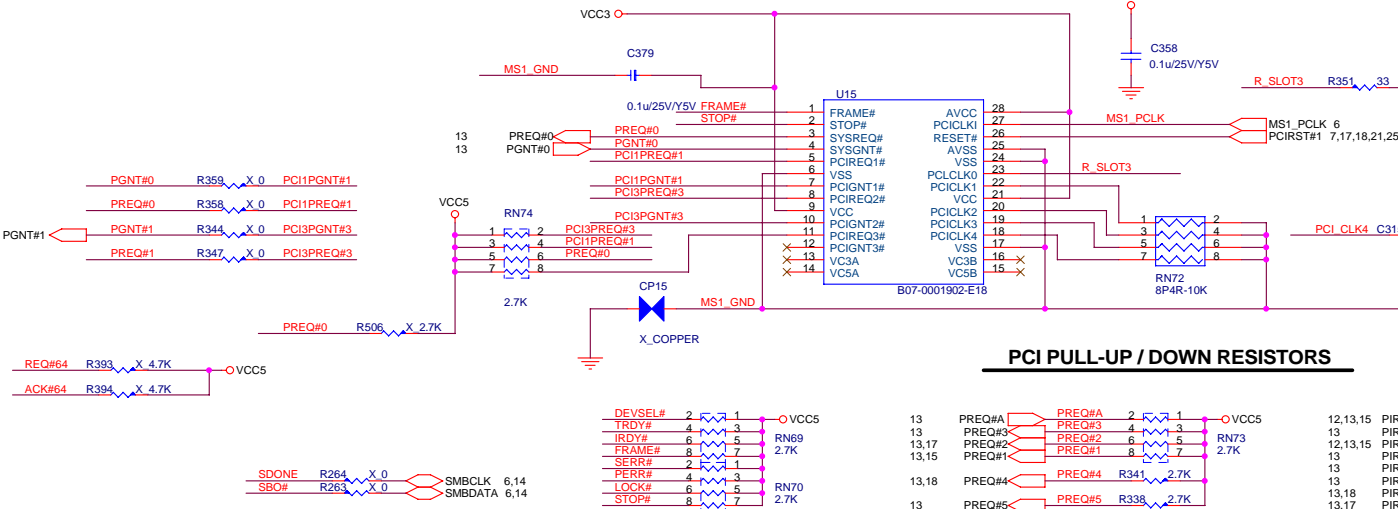 VCC3
C379
MS1_GND
0.1u/25V/Y5V
C358
0.1u/25V/Y5V
R_SLOT3 R351 33
U15
FRAME# 1 FRAME# AVCC 28
STOP# 2 STOP# PCICLKI 27 MS1_PCLK MS1_PCLK 6
13 PREQ#0 PREQ#0 3 SYSREQ# RESET# 26 PCIRST#1 7,17,18,21,25
13 PGNT#0 PGNT#0 4 SYSGNT# AVSS 25
PCI1PREQ#1 5 PCIREQ1# VSS 24
6 VSS PCLCLK0 23 R_SLOT3
PCI1PGNT#1 7 PCIGNT1# PCICLK1 22
PCI3PREQ#3 8 PCIREQ2# VCC 21
9 VCC PCICLK2 20
PCI3PGNT#3 10 PCIGNT2# PCICLK3 19
11 PCIREQ3# PCICLK4 18
12 PCIGNT3# VSS 17
13 VC3A VC3B 16
14 VC5A VC5B 15
B07-0001902-E18
PGNT#0 R359 X_0 PCI1PGNT#1
PREQ#0 R358 X_0 PCI1PREQ#1
PGNT#1 PGNT#1 R344 X_0 PCI3PGNT#3
PREQ#1 R347 X_0 PCI3PREQ#3
VCC5
RN74
1 2 PCI3PREQ#3
3 4 PCI1PREQ#1
5 6 PREQ#0
7 8
2.7K
PREQ#0 R506 X_2.7K
1 2
3 4
5 6
7 8
RN72
8P4R-10K
PCI_CLK4
CP15
MS1_GND
X_COPPER
REQ#64 R393 X_4.7K VCC5
ACK#64 R394 X_4.7K
PCI PULL-UP / DOWN RESISTORS
SDONE R264 X_0 SMBCLK 6,14
SBO# R263 X_0 SMBDATA 6,14
DEVSEL# 2 1 VCC5
TRDY# 4 3
IRDY# 6 5 RN69
FRAME# 8 7 2.7K
SERR# 2 1
PERR# 4 3
LOCK# 6 5 RN70
STOP# 8 7 2.7K
13 PREQ#A PREQ#A 2 1 VCC5
13 PREQ#3 PREQ#3 4 3
13,17 PREQ#2 PREQ#2 6 5 RN73
13,15 PREQ#1 PREQ#1 8 7 2.7K
13,18 PREQ#4 PREQ#4 R341 2.7K
13 PREQ#5 PREQ#5 R338 2.7K
12,13,15
13
12,13,15
13
13
13
13,18
13,17